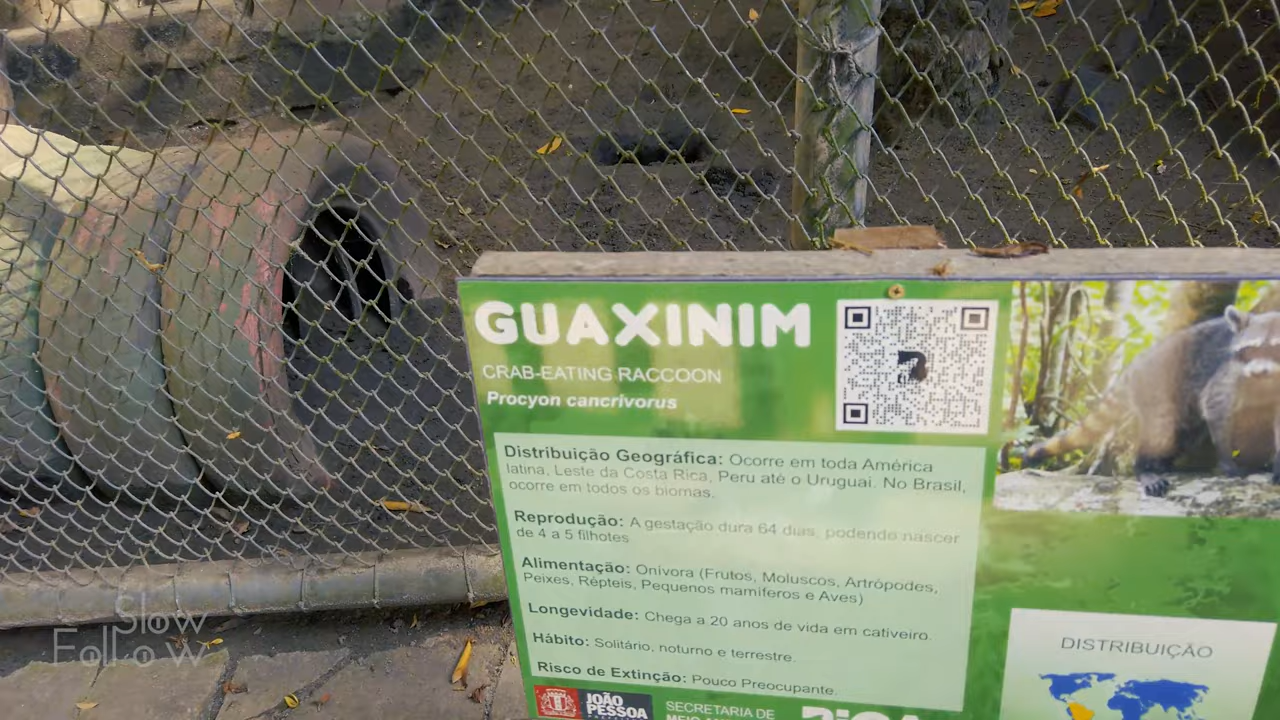 GUAXINIM
CRAB-EATING RACCOON
Procyon cancrivorus
Distribuição Geográfica: Ocorre em toda América
latina, Leste da Costa Rica, Peru até o Uruguai. No Brasil,
ocorre em todos os biomas.
Reprodução: A gestação dura 64 dias, podendo nascer
de 4 a 5 filhotes
Alimentação: Onívora (Frutos, Moluscos, Artrópodes,
Peixes, Répteis, Pequenos mamíferos e Aves)
Longevidade: Chega a 20 anos de vida em cativeiro.
Hábito: Solitário, noturno e terrestre.
Risco de Extinção: Pouco Preocupante.
JOÃO
PESSOA
SECRETARIA DE
DISTRIBUIÇÃO
Slow
Follow